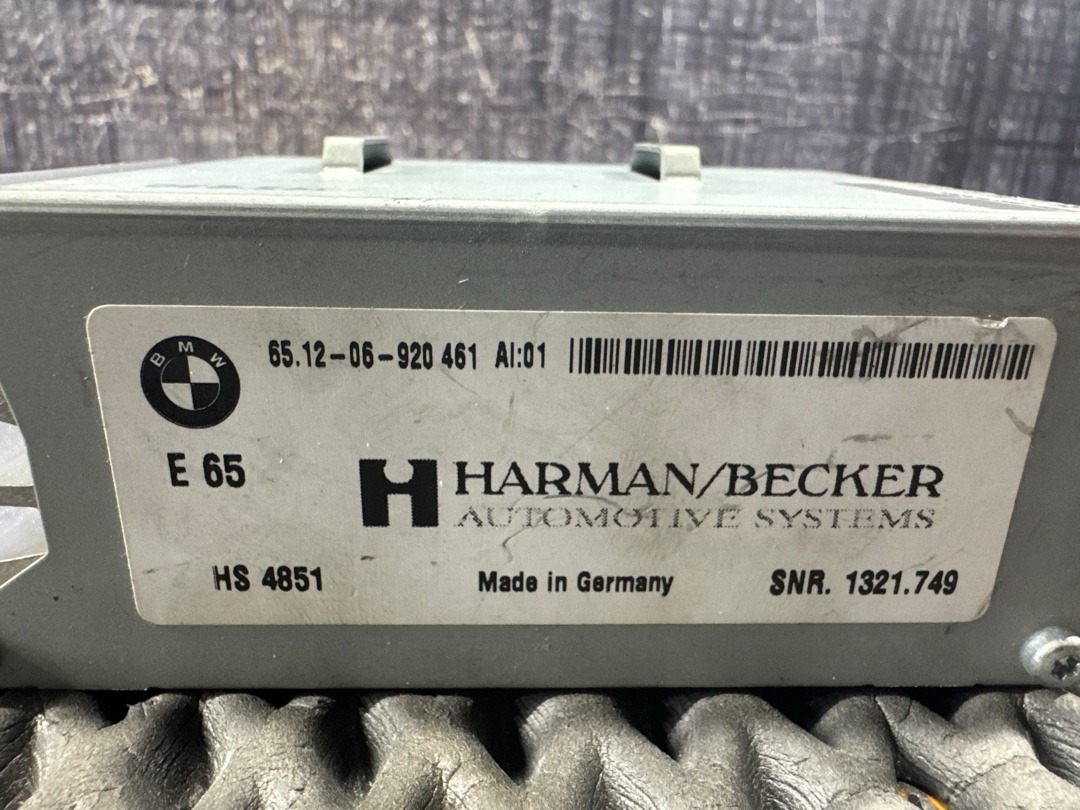 BMW
65.12-06-920 461 AI:01
E 65
H HARMAN/BECKER
AUTOMOTIVE SYSTEMS
HS 4851 Made in Germany SNR. 1321.749